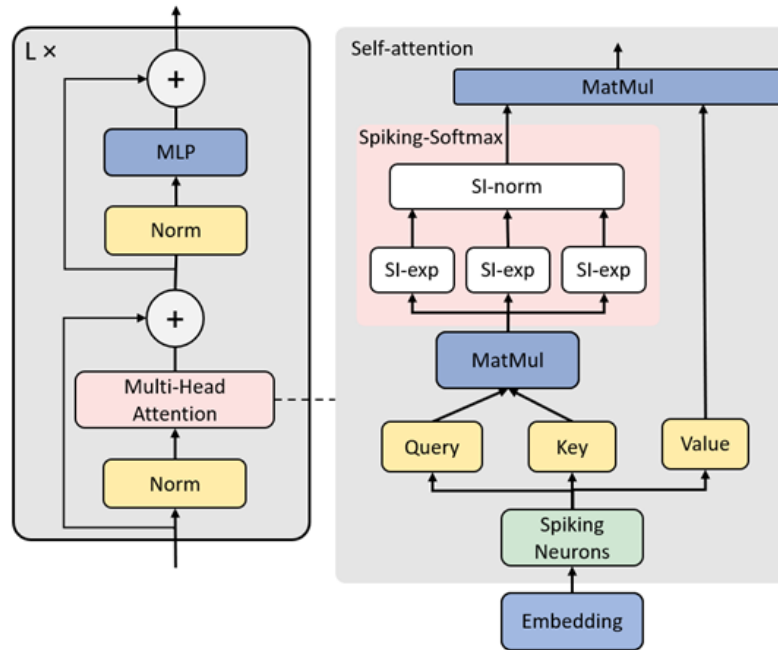 L ×
+
MLP
Norm
+
Multi-Head
Attention
Norm
Self-attention
MatMul
Spiking-Softmax
SI-norm
SI-exp
SI-exp
SI-exp
MatMul
Query
Key
Value
Spiking
Neurons
Embedding